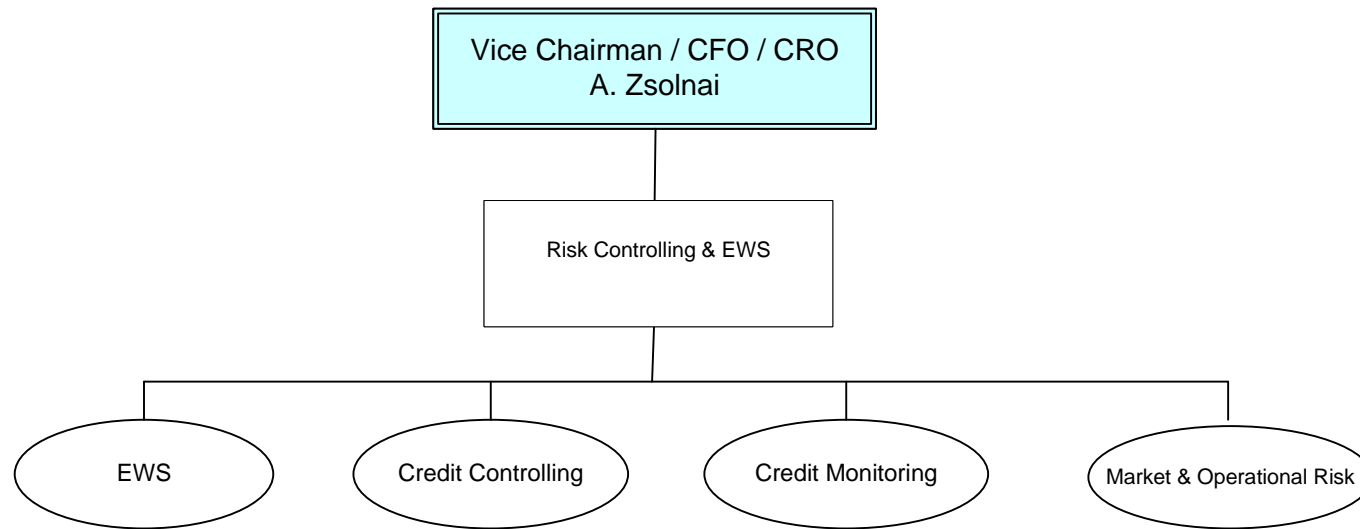 Vice Chairman / CFO / CRO
A. Zsolnai
Risk Controlling & EWS
EWS
Credit Controlling
Credit Monitoring
Market & Operational Risk